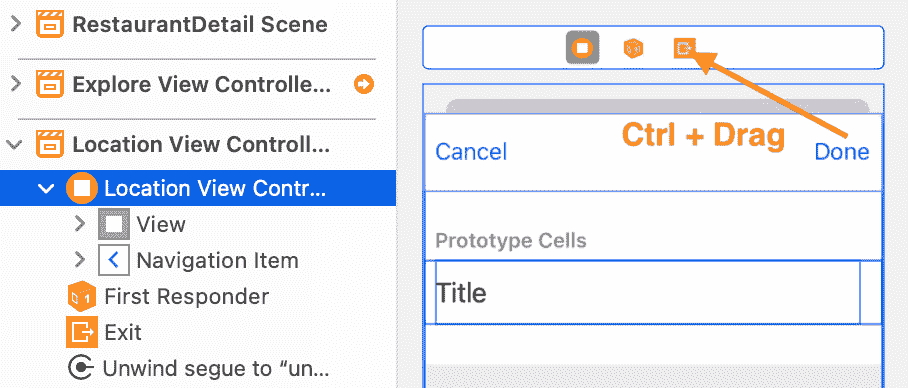 RestaurantDetail Scene
Explore View Controlle...
Location View Controll...
Location View Contr...
View
Navigation Item
First Responder
Exit
Unwind segue to “un...
Ctrl + Drag
Cancel
Done
Prototype Cells
Title